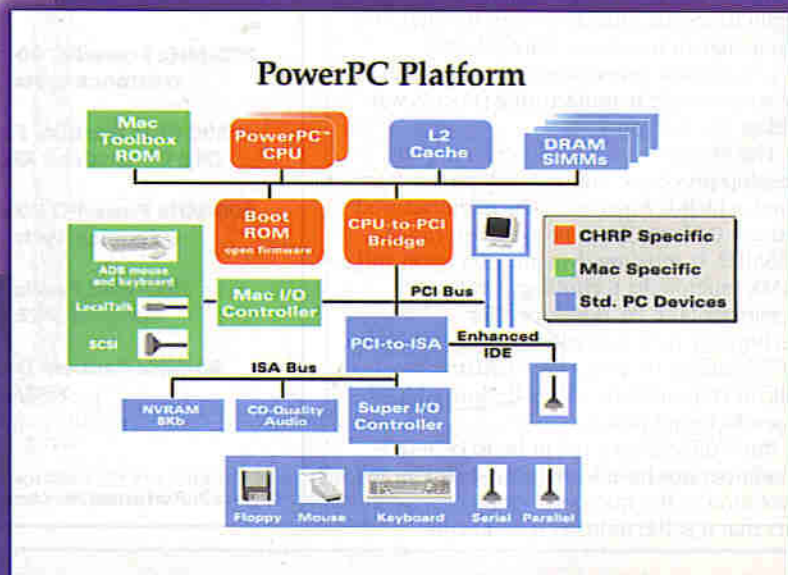 PowerPC Platform
Mac
Toolbox
ROM
PowerPC™
CPU
L2
Cache
DRAM
SIMMs
Boot
ROM
open firmware
CPU-to-PCI
Bridge
CHRP Specific
Mac Specific
Std. PC Devices
ADB mouse
and keyboard
LocalTalk
SCSI
Mac I/O
Controller
PCI Bus
PCI-to-ISA
Enhanced
IDE
ISA Bus
NVRAM
8Kb
CD-Quality
Audio
Super I/O
Controller
Floppy
Mouse
Keyboard
Serial
Parallel